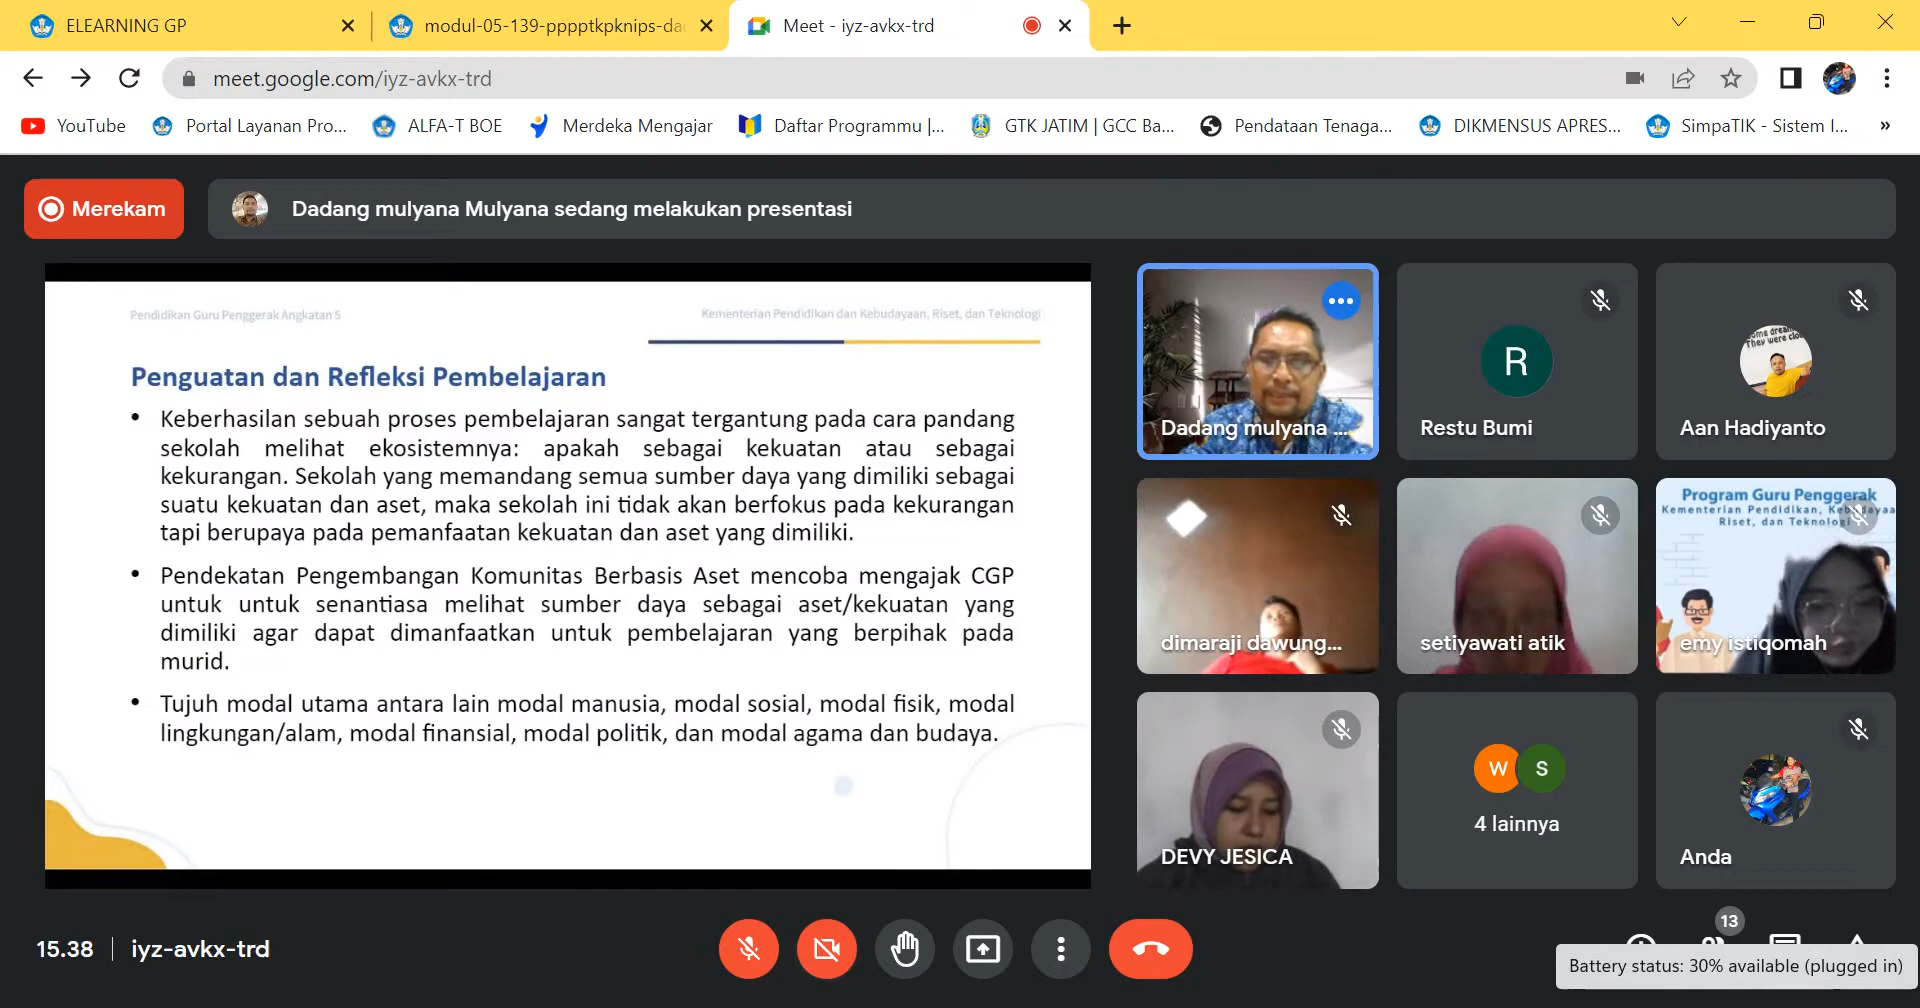 ELEARNING GP
modul-05-139-pppptkpknips-da
Meet - iyz-avkx-trd
meet.google.com/iyz-avkx-trd
YouTube
Portal Layanan Pro...
ALFA-T BOE
Merdeka Mengajar
Daftar Programmu |...
GTK JATIM | GCC Ba...
Pendataan Tenaga...
DIKMENSUS APRES...
SimpaTIK - Sistem I...
»
Merekam
Dadang mulyana Mulyana sedang melakukan presentasi
Pendidikan Guru Penggerak Angkatan 5
Kementerian Pendidikan dan Kebudayaan, Riset, dan Teknologi
Penguatan dan Refleksi Pembelajaran
• Keberhasilan sebuah proses pembelajaran sangat tergantung pada cara pandang
sekolah melihat ekosistemnya: apakah sebagai kekuatan atau sebagai
kekurangan. Sekolah yang memandang semua sumber daya yang dimiliki sebagai
suatu kekuatan dan aset, maka sekolah ini tidak akan berfokus pada kekurangan
tapi berupaya pada pemanfaatan kekuatan dan aset yang dimiliki.
• Pendekatan Pengembangan Komunitas Berbasis Aset mencoba mengajak CGP
untuk untuk senantiasa melihat sumber daya sebagai aset/kekuatan yang
dimiliki agar dapat dimanfaatkan untuk pembelajaran yang berpihak pada
murid.
• Tujuh modal utama antara lain modal manusia, modal sosial, modal fisik, modal
lingkungan/alam, modal finansial, modal politik, dan modal agama dan budaya.
Dadang mulyana ...
R
Restu Bumi
They were clo
Aan Hadiyanto
dimaraji dawung...
setiyawati atik
Program Guru Penggerak
Kementerian Pendidikan,
Riset, dan Teknologi
emy istiqomah
DEVY JESICA
W S
4 lainnya
Anda
15.38
iyz-avkx-trd
13
Battery status: 30% available (plugged in)